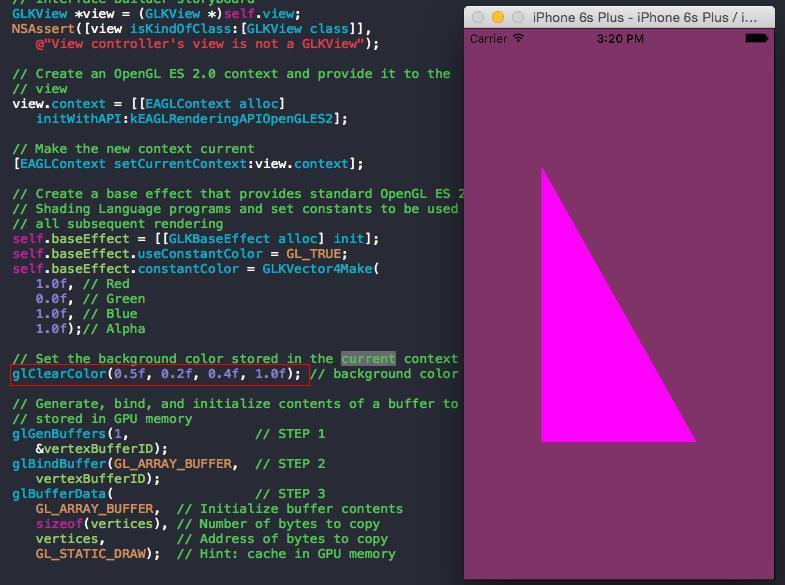 // Interface Builder storyboard
GLKView *view = (GLKView *)self.view;
NSAssert([view isKindOfClass:[GLKView class]],
@"View controller's view is not a GLKView");
// Create an OpenGL ES 2.0 context and provide it to the
// view
view.context = [[EAGLContext alloc]
initWithAPI:kEAGLRenderingAPIOpenGLES2];
// Make the new context current
[EAGLContext setCurrentContext:view.context];
// Create a base effect that provides standard OpenGL ES 2
// Shading Language programs and set constants to be used
// all subsequent rendering
self.baseEffect = [[GLKBaseEffect alloc] init];
self.baseEffect.useConstantColor = GL_TRUE;
self.baseEffect.constantColor = GLKVector4Make(
1.0f, // Red
0.0f, // Green
1.0f, // Blue
1.0f);// Alpha
// Set the background color stored in the current context
glClearColor(0.5f, 0.2f, 0.4f, 1.0f); // background color
// Generate, bind, and initialize contents of a buffer to
// stored in GPU memory
glGenBuffers(1, // STEP 1
&vertexBufferID);
glBindBuffer(GL_ARRAY_BUFFER, // STEP 2
vertexBufferID);
glBufferData( // STEP 3
GL_ARRAY_BUFFER, // Initialize buffer contents
sizeof(vertices), // Number of bytes to copy
vertices, // Address of bytes to copy
GL_STATIC_DRAW); // Hint: cache in GPU memory
iPhone 6s Plus - iPhone 6s Plus / i...
Carrier 3:20 PM